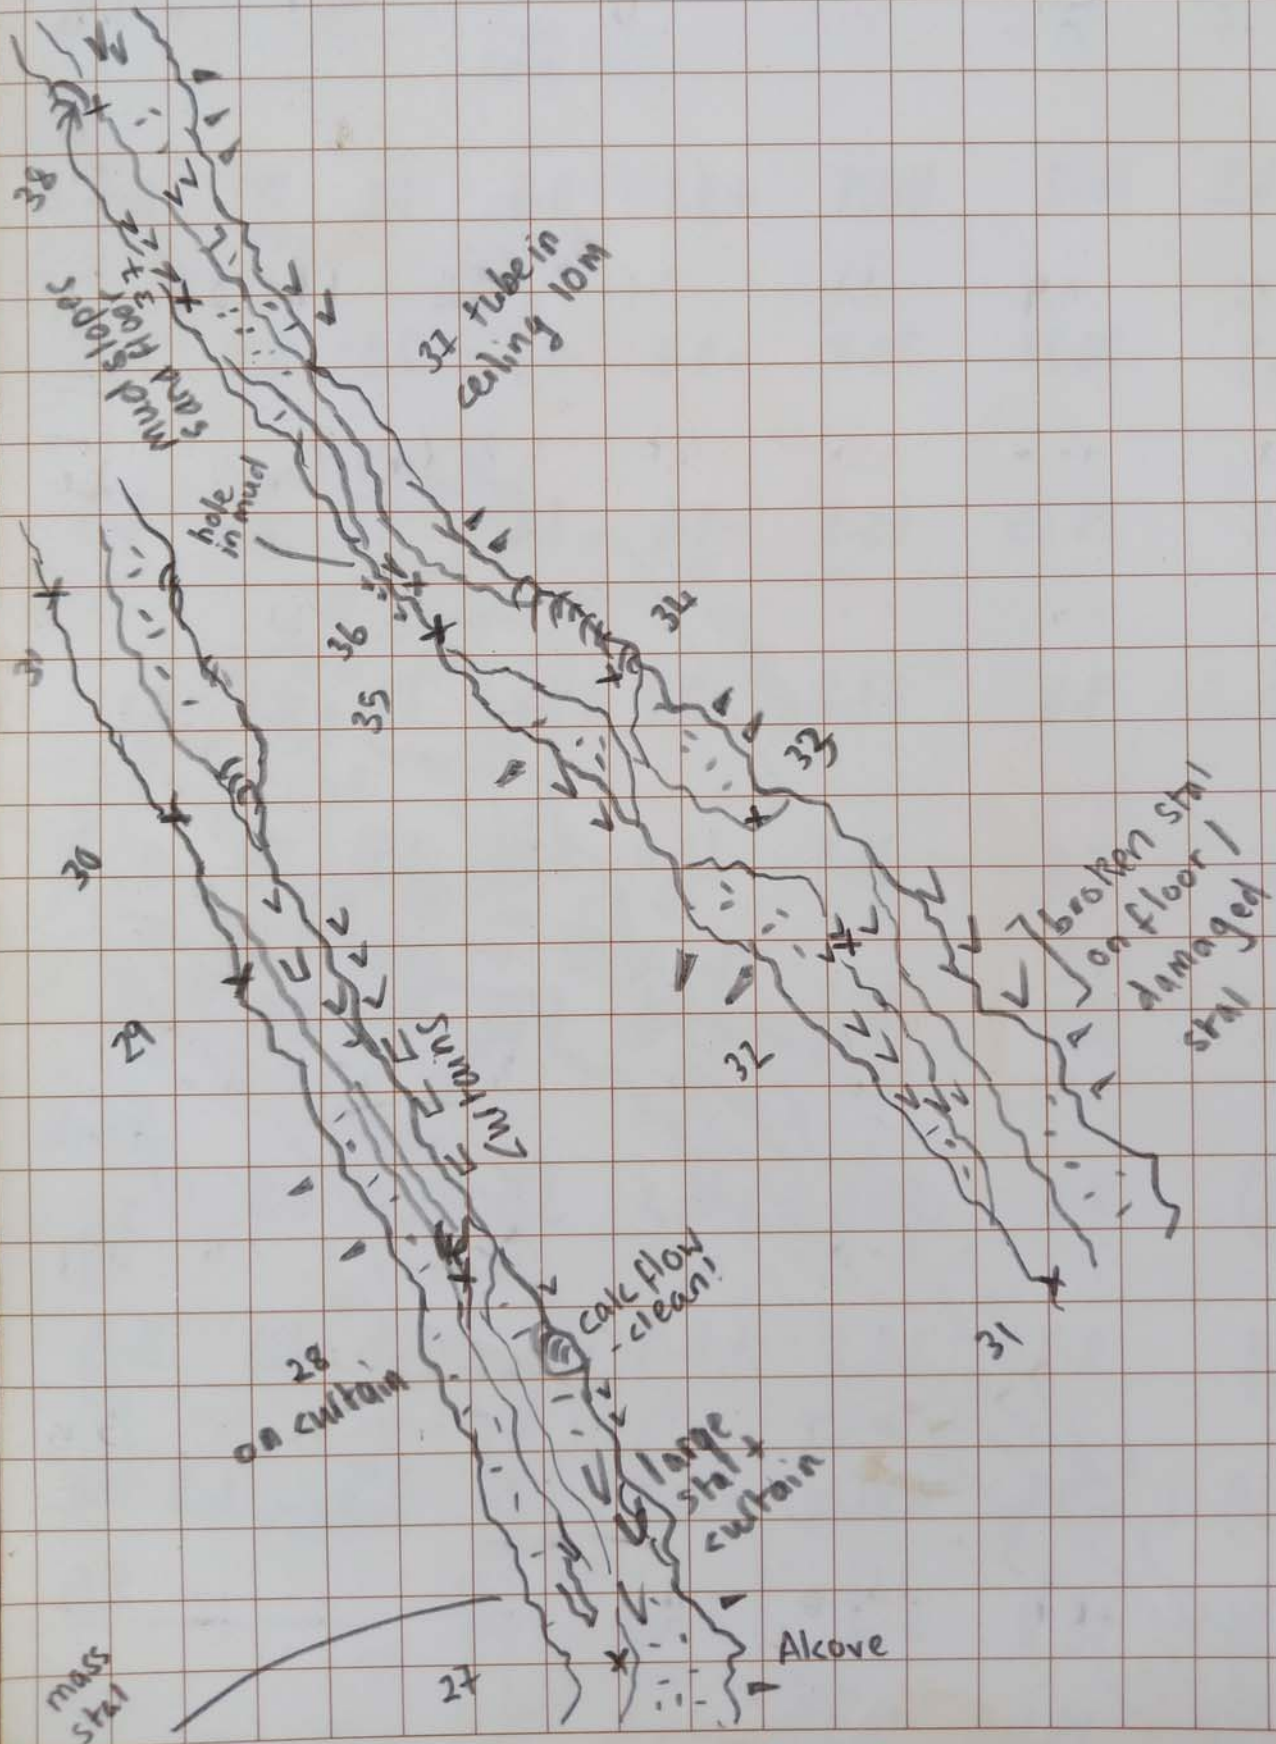 38
37
mud slopes
sand floor
37 tube in
ceiling 10m
hole
in mud
36
35
34
33
broken stal
on floor /
damaged
stal
32
31
31
30
29
curtains
calc flow
- clean!
28
on curtain
large
stal +
curtain
mass
stal
27
Alcove